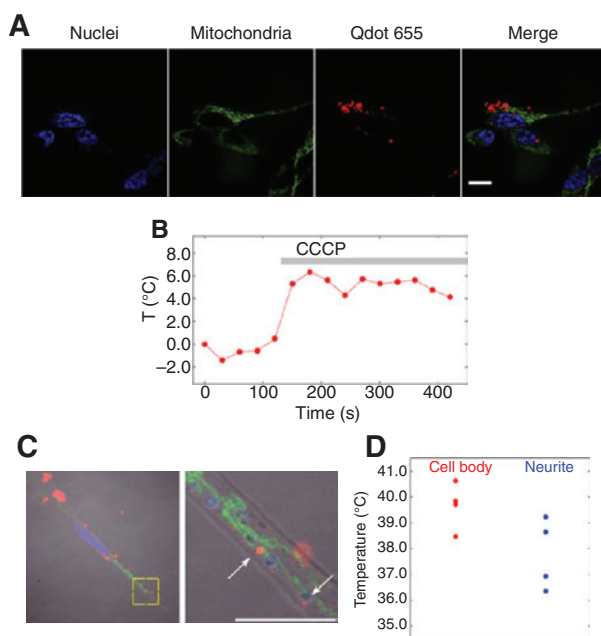 A
Nuclei Mitochondria Qdot 655 Merge
B
CCCP
8.0
6.0
4.0
2.0
0.0
−2.0
T (°C)
0 100 200 300 400
Time (s)
C
D
Cell body Neurite
41.0
40.0
39.0
38.0
37.0
36.0
35.0
Temperature (°C)